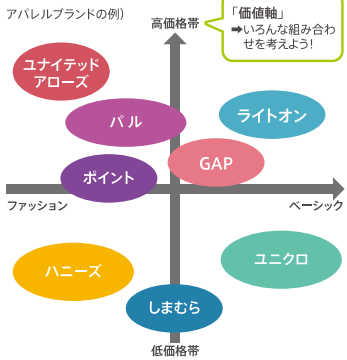 アパレルブランドの例)
高価格帯
「価値軸」
➡いろんな組み合わ
せを考えよう!
ユナイテッド
アローズ
パル
ライトオン
GAP
ポイント
ファッション
ベーシック
ハニーズ
ユニクロ
しまむら
低価格帯